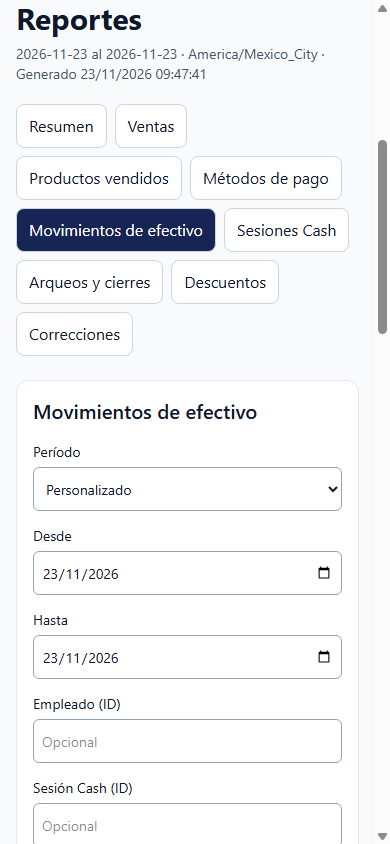 Reportes
2026-11-23 al 2026-11-23 · America/Mexico_City ·
Generado 23/11/2026 09:47:41
Resumen
Ventas
Productos vendidos
Métodos de pago
Movimientos de efectivo
Sesiones Cash
Arqueos y cierres
Descuentos
Correcciones
Movimientos de efectivo
Período
Personalizado
Desde
23/11/2026
Hasta
23/11/2026
Empleado (ID)
Opcional
Sesión Cash (ID)
Opcional